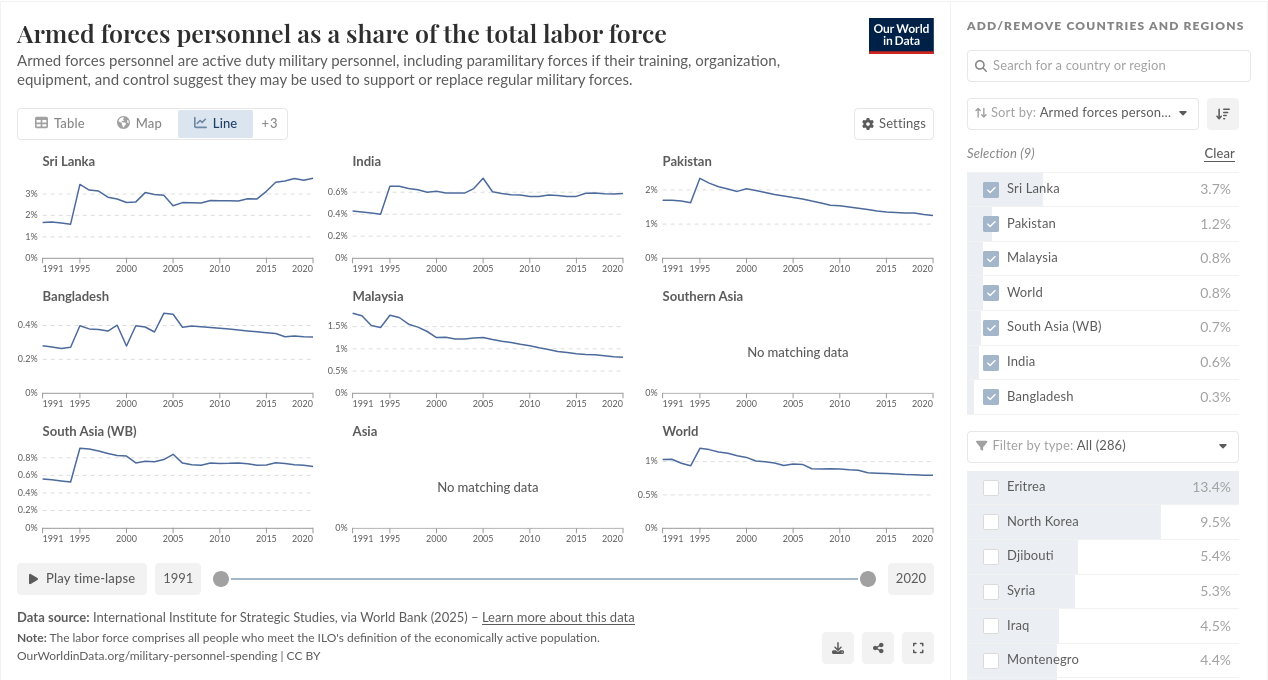 Armed forces personnel as a share of the total labor force
Armed forces personnel are active duty military personnel, including paramilitary forces if their training, organization,
equipment, and control suggest they may be used to support or replace regular military forces.
Our World
in Data
Table
Map
Line
+3
Settings
Sri Lanka
3%
2%
1%
0%
1991 1995 2000 2005 2010 2015 2020
India
0.6%
0.4%
0.2%
0%
1991 1995 2000 2005 2010 2015 2020
Pakistan
2%
1%
0%
1991 1995 2000 2005 2010 2015 2020
Bangladesh
0.4%
0.2%
0%
1991 1995 2000 2005 2010 2015 2020
Malaysia
1.5%
1%
0.5%
0%
1991 1995 2000 2005 2010 2015 2020
Southern Asia
No matching data
0%
1991 1995 2000 2005 2010 2015 2020
South Asia (WB)
0.8%
0.6%
0.4%
0.2%
0%
1991 1995 2000 2005 2010 2015 2020
Asia
No matching data
0%
1991 1995 2000 2005 2010 2015 2020
World
1%
0.5%
0%
1991 1995 2000 2005 2010 2015 2020
Play time-lapse
1991
2020
Data source: International Institute for Strategic Studies, via World Bank (2025) – Learn more about this data
Note: The labor force comprises all people who meet the ILO's definition of the economically active population.
OurWorldinData.org/military-personnel-spending | CC BY
ADD/REMOVE COUNTRIES AND REGIONS
Search for a country or region
Sort by: Armed forces person...
Selection (9)
Clear
Sri Lanka 3.7%
Pakistan 1.2%
Malaysia 0.8%
World 0.8%
South Asia (WB) 0.7%
India 0.6%
Bangladesh 0.3%
Filter by type: All (286)
Eritrea 13.4%
North Korea 9.5%
Djibouti 5.4%
Syria 5.3%
Iraq 4.5%
Montenegro 4.4%